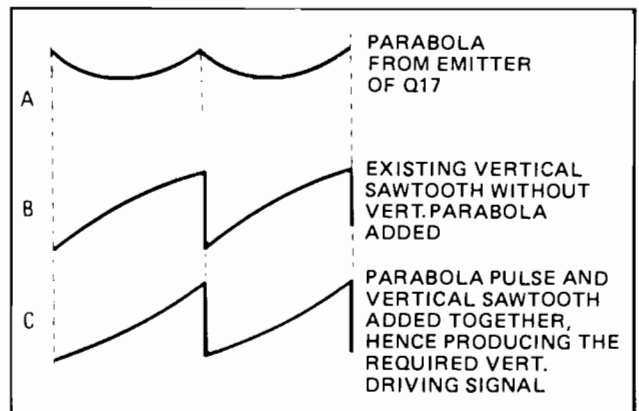 PARABOLA
FROM EMITTER
OF Q17
A
EXISTING VERTICAL
SAWTOOTH WITHOUT
VERT.PARABOLA
ADDED
B
PARABOLA PULSE AND
VERTICAL SAWTOOTH
ADDED TOGETHER,
HENCE PRODUCING THE
REQUIRED VERT.
DRIVING SIGNAL
C